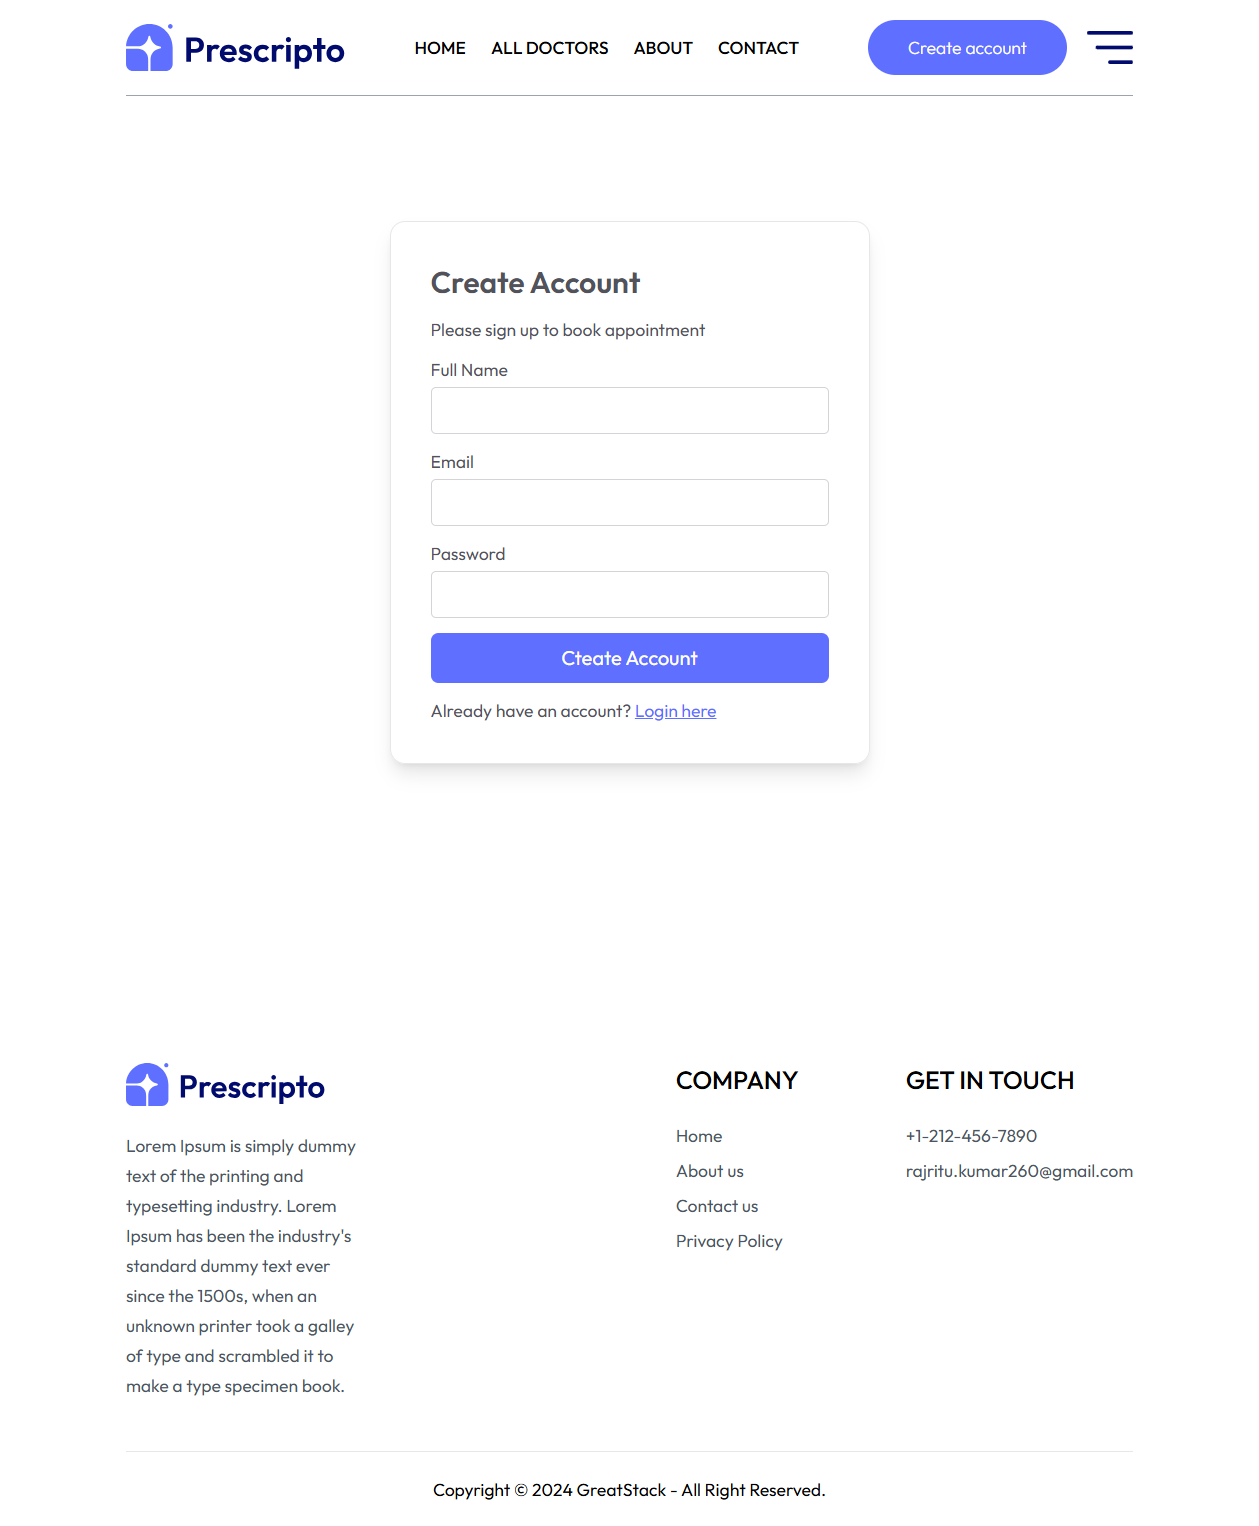 Prescripto
HOME
ALL DOCTORS
ABOUT
CONTACT
Create account
Create Account
Please sign up to book appointment
Full Name
Email
Password
Cteate Account
Already have an account? Login here
Prescripto
Lorem Ipsum is simply dummy
text of the printing and
typesetting industry. Lorem
Ipsum has been the industry's
standard dummy text ever
since the 1500s, when an
unknown printer took a galley
of type and scrambled it to
make a type specimen book.
COMPANY
Home
About us
Contact us
Privacy Policy
GET IN TOUCH
+1-212-456-7890
rajritu.kumar260@gmail.com
Copyright © 2024 GreatStack - All Right Reserved.